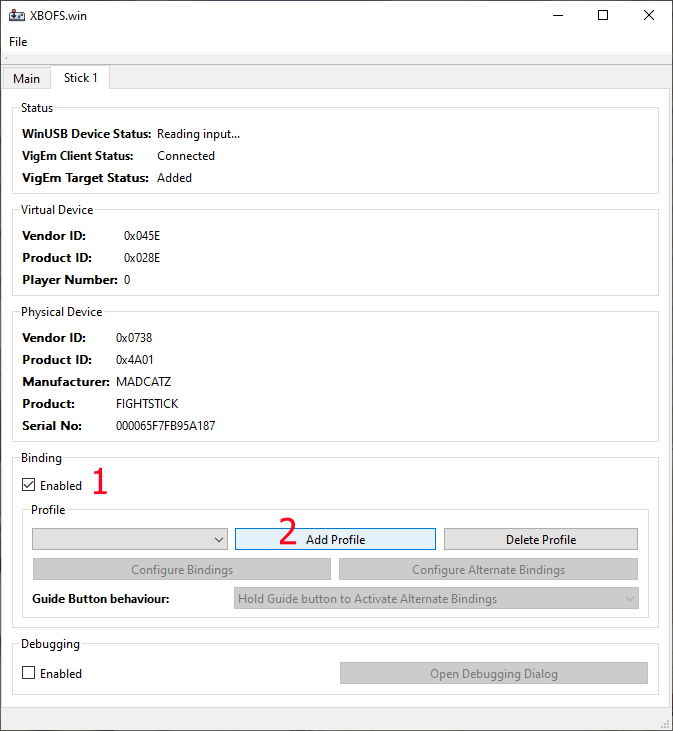 XBOFS.win
File
Main Stick 1
Status
WinUSB Device Status: Reading input...
VigEm Client Status: Connected
VigEm Target Status: Added
Virtual Device
Vendor ID: 0x045E
Product ID: 0x028E
Player Number: 0
Physical Device
Vendor ID: 0x0738
Product ID: 0x4A01
Manufacturer: MADCATZ
Product: FIGHTSTICK
Serial No: 000065F7FB95A187
Binding
Enabled 1
Profile
2 Add Profile Delete Profile
Configure Bindings Configure Alternate Bindings
Guide Button behaviour: Hold Guide button to Activate Alternate Bindings
Debugging
Enabled Open Debugging Dialog